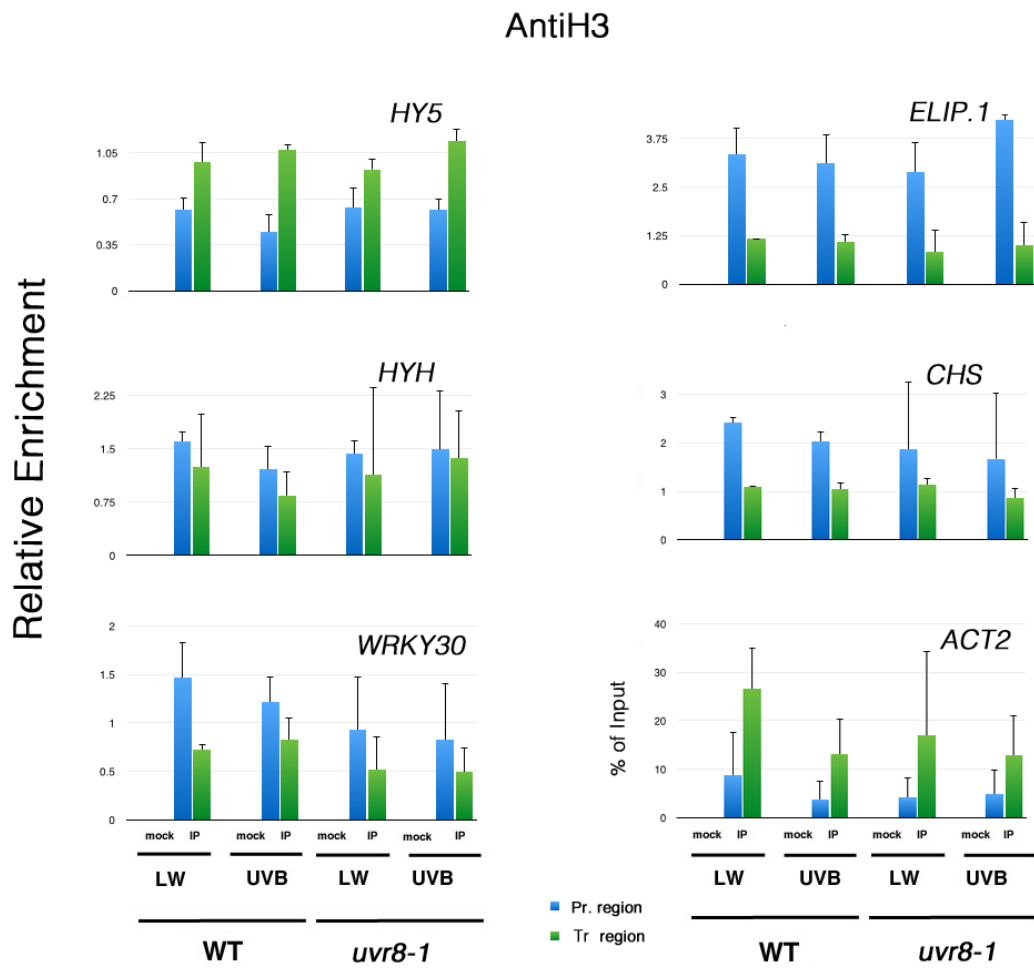 AntiH3
Relative Enrichment
HY5
1.05
0.7
0.35
0
ELIP.1
3.75
2.5
1.25
0
HYH
2.25
1.5
0.75
0
CHS
3
2
1
0
WRKY30
2
1.5
1
0.5
0
mock IP mock IP mock IP mock IP
LW UVB LW UVB
WT uvr8-1
ACT2
% of Input
40
30
20
10
0
mock IP mock IP mock IP mock IP
LW UVB LW UVB
WT uvr8-1
Pr. region
Tr region